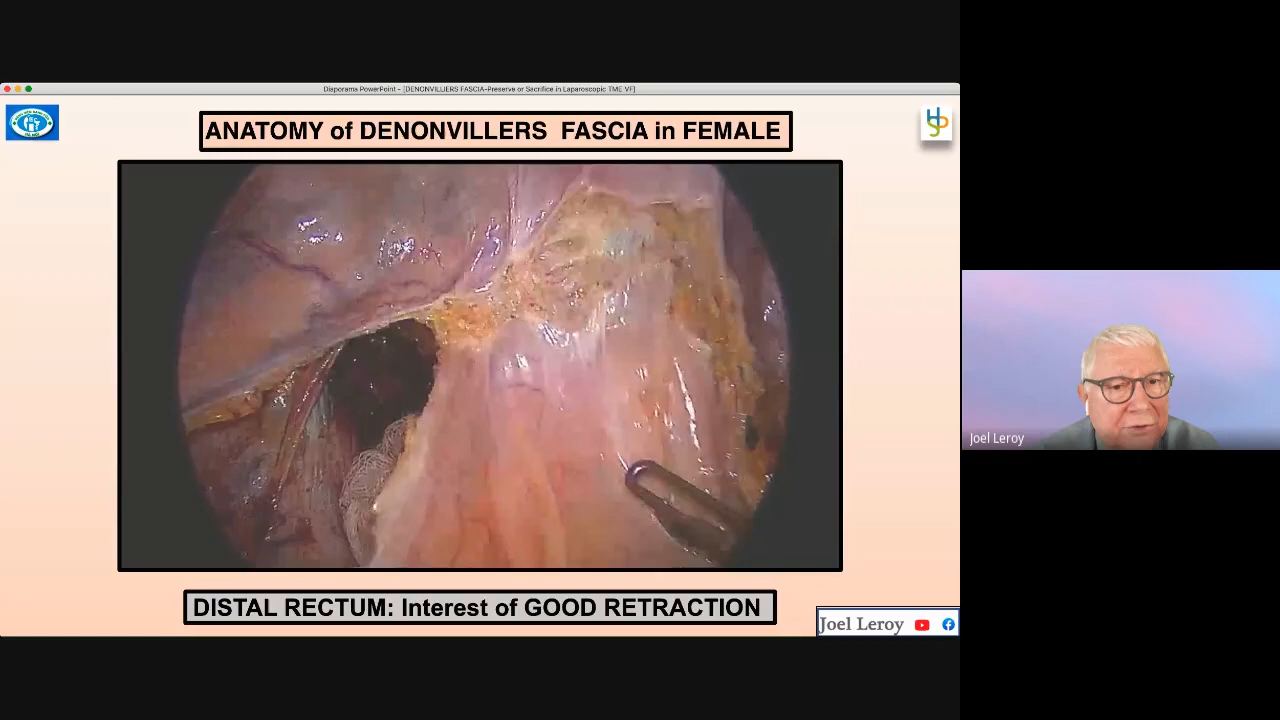 Diaporama PowerPoint - [DENONVILLIERS FASCIA-Preserve or Sacrifice in Laparoscopic TME VF]
ANATOMY of DENONVILLERS FASCIA in FEMALE
Joel Leroy
DISTAL RECTUM: Interest of GOOD RETRACTION
Joel Leroy